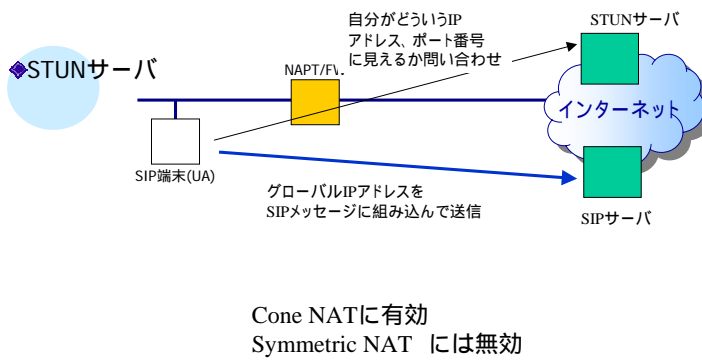 ◆STUNサーバ
自分がどういうIP
アドレス、ポート番号
に見えるか問い合わせ
STUNサーバ
NAPT/FW
インターネット
SIP端末(UA)
グローバルIPアドレスを
SIPメッセージに組み込んで送信
SIPサーバ
Cone NATに有効
Symmetric NAT には無効